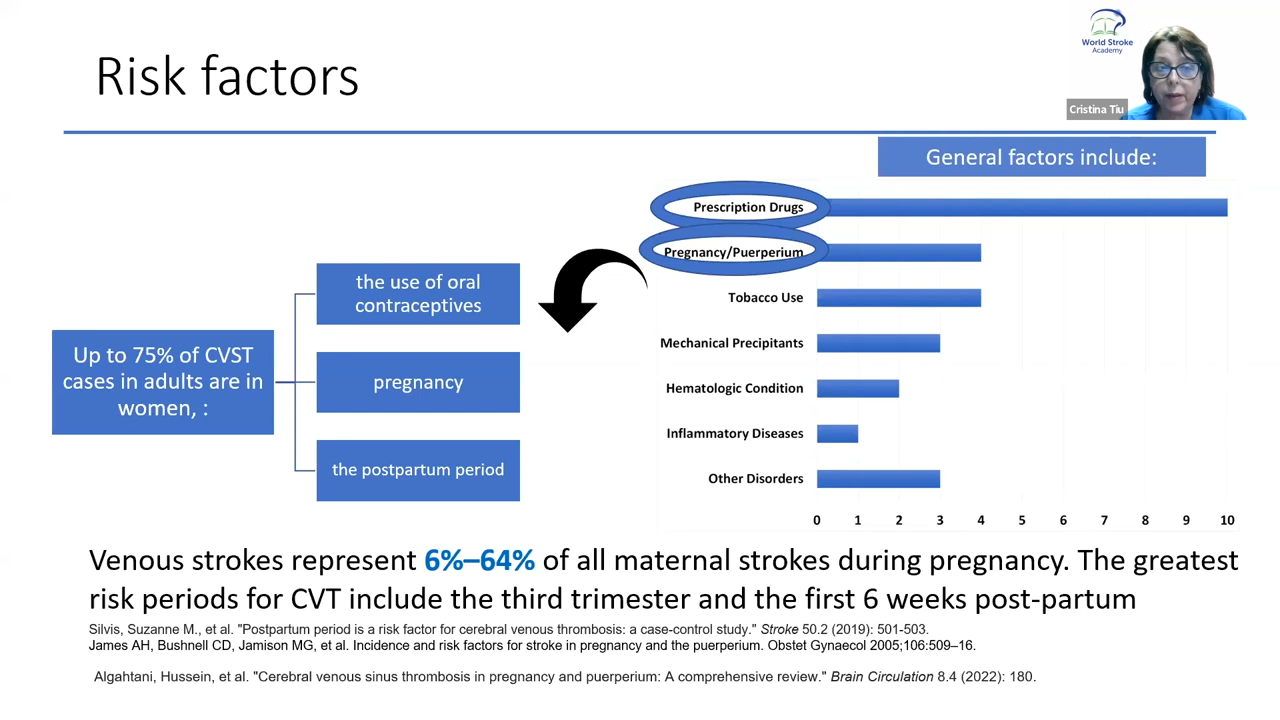 Risk factors
World Stroke
Academy
Cristina Tiu
General factors include:
Prescription Drugs
Pregnancy/Puerperium
Tobacco Use
Mechanical Precipitants
Hematologic Condition
Inflammatory Diseases
Other Disorders
0 1 2 3 4 5 6 7 8 9 10
Up to 75% of CVST
cases in adults are in
women, :
the use of oral
contraceptives
pregnancy
the postpartum period
Venous strokes represent 6%–64% of all maternal strokes during pregnancy. The greatest
risk periods for CVT include the third trimester and the first 6 weeks post-partum
Silvis, Suzanne M., et al. "Postpartum period is a risk factor for cerebral venous thrombosis: a case-control study." Stroke 50.2 (2019): 501-503.
James AH, Bushnell CD, Jamison MG, et al. Incidence and risk factors for stroke in pregnancy and the puerperium. Obstet Gynaecol 2005;106:509–16.
Algahtani, Hussein, et al. "Cerebral venous sinus thrombosis in pregnancy and puerperium: A comprehensive review." Brain Circulation 8.4 (2022): 180.